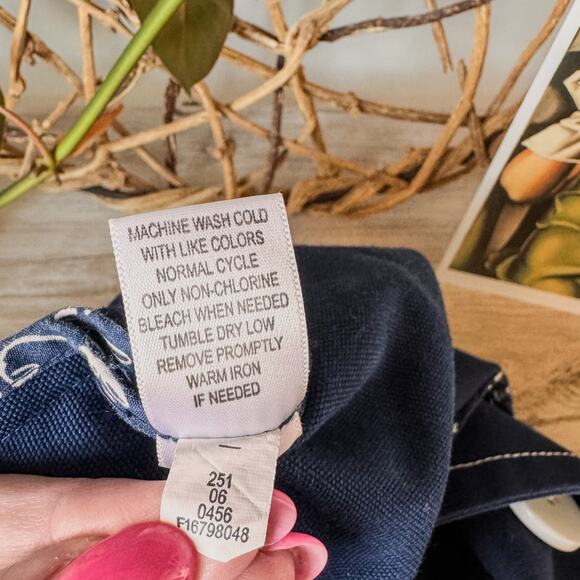 MACHINE WASH COLD
WITH LIKE COLORS
NORMAL CYCLE
ONLY NON-CHLORINE
BLEACH WHEN NEEDED
TUMBLE DRY LOW
REMOVE PROMPTLY
WARM IRON
IF NEEDED
251
06
0456
F16798048